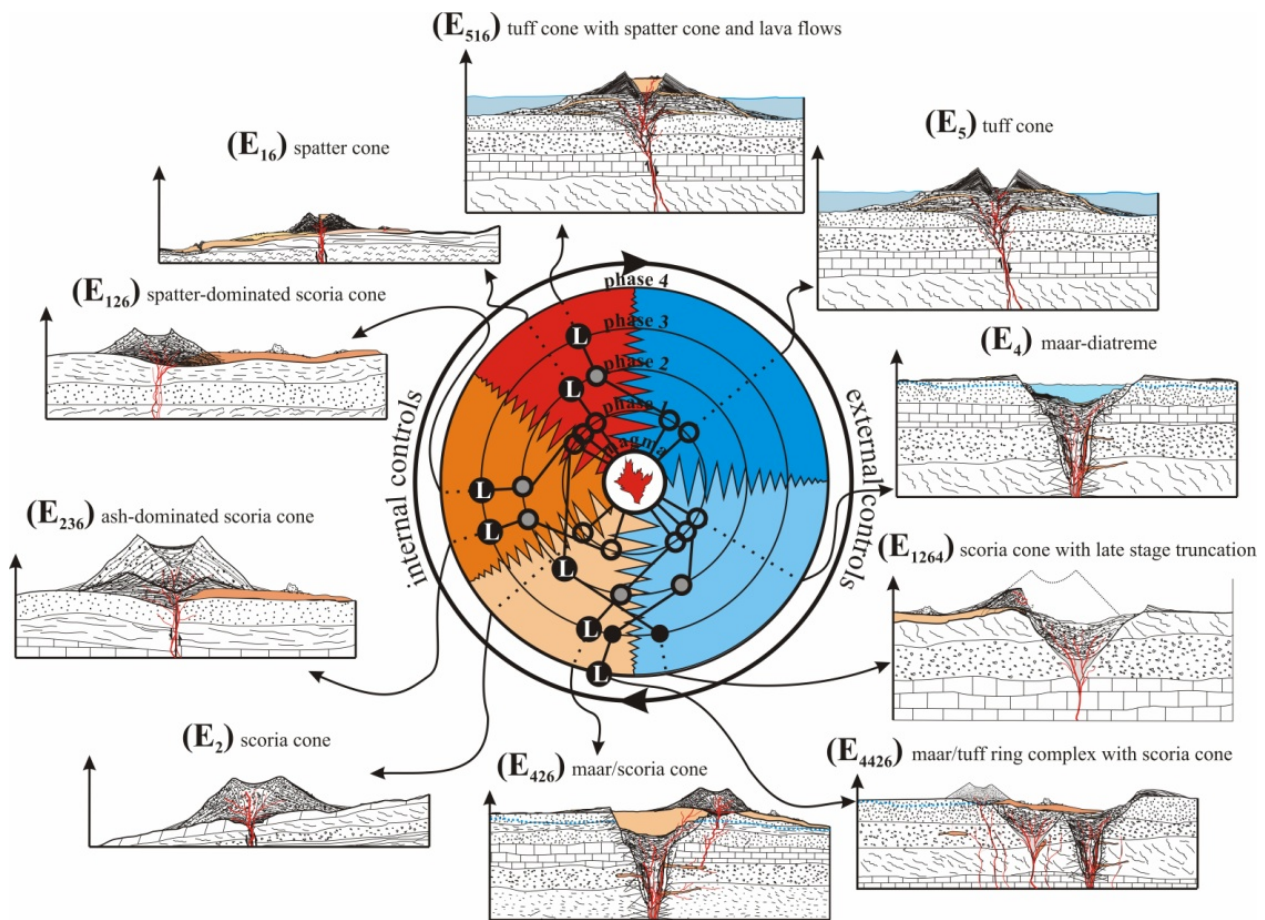 (E516) tuff cone with spatter cone and lava flows
(E16) spatter cone
(E5) tuff cone
(E126) spatter-dominated scoria cone
(E4) maar-diatreme
phase 4
phase 3
phase 2
phase 1
magma
internal controls
external controls
L
L
L
L
L
L
L
(E236) ash-dominated scoria cone
(E1264) scoria cone with late stage truncation
(E2) scoria cone
(E426) maar/scoria cone
(E4426) maar/tuff ring complex with scoria cone